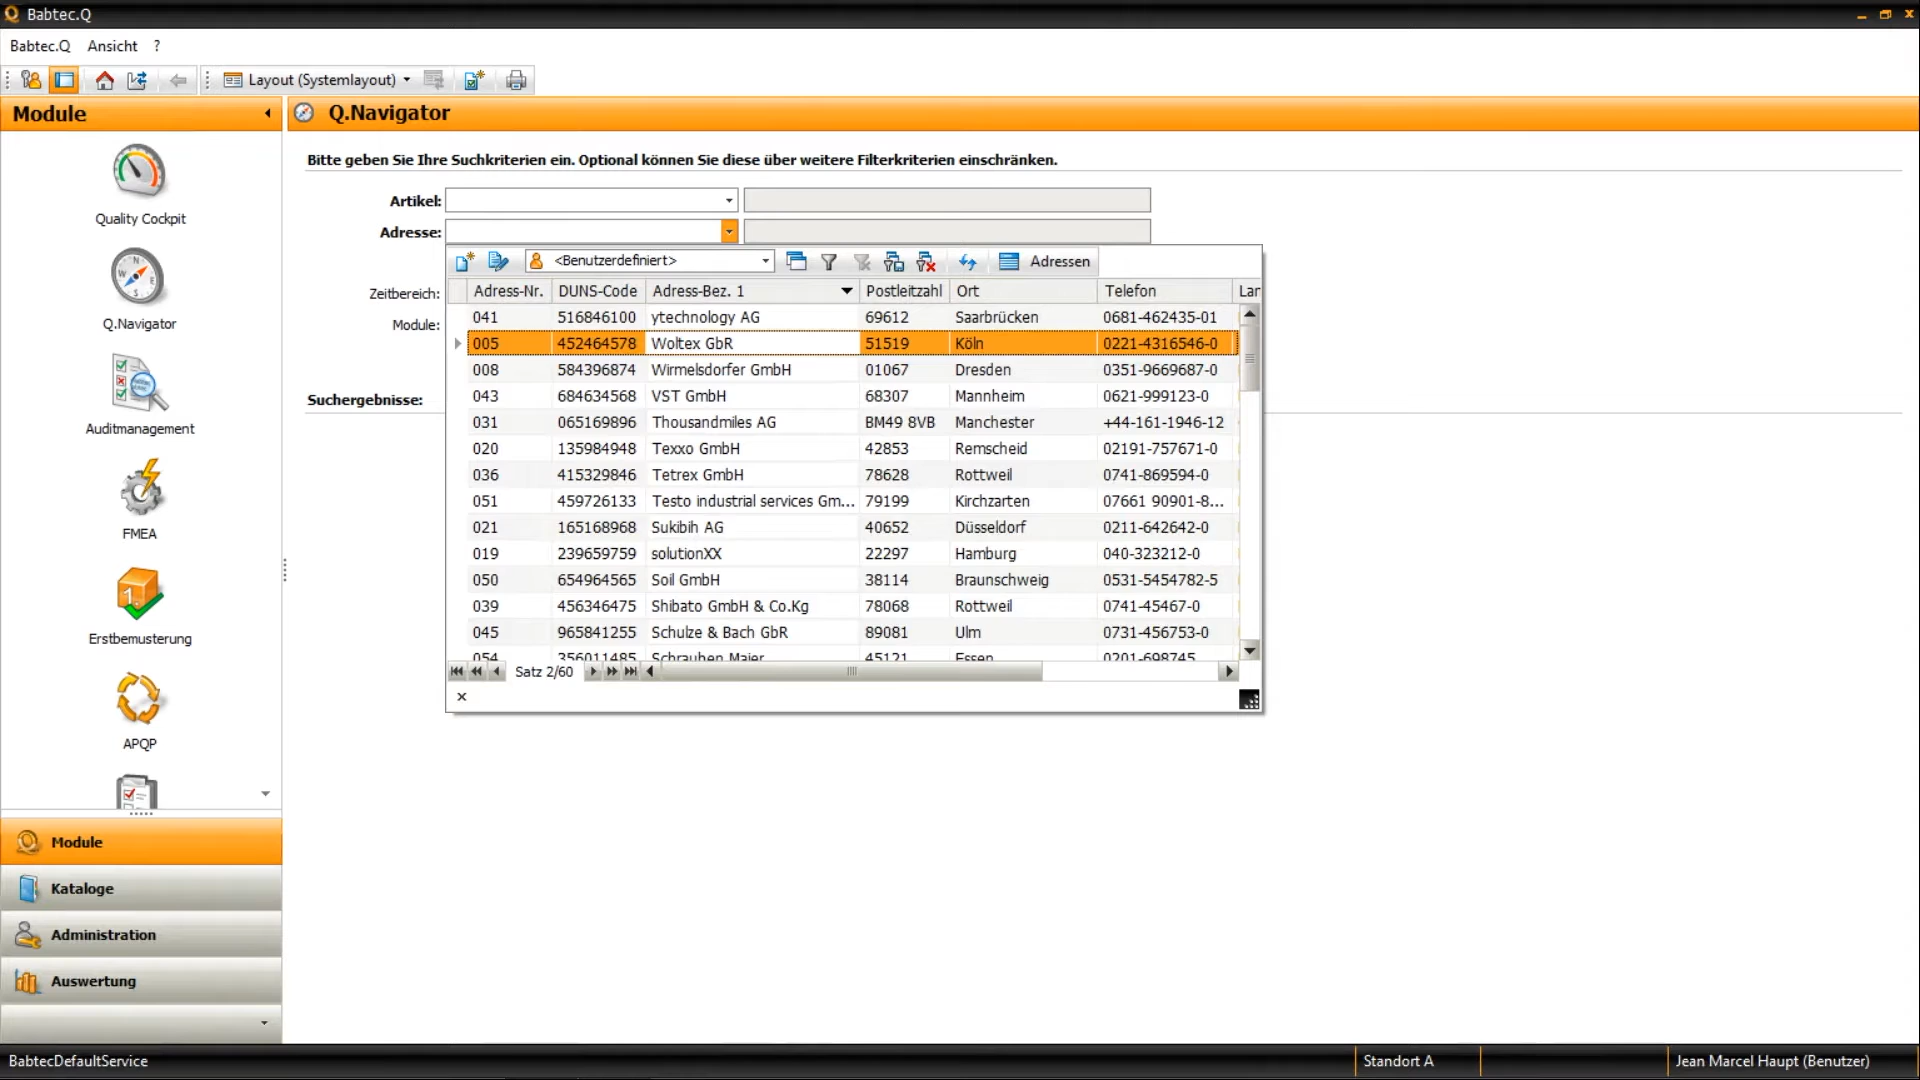 Babtec.Q
Babtec.Q Ansicht ?
Layout (Systemlayout)
Module
Q.Navigator
Bitte geben Sie Ihre Suchkriterien ein. Optional können Sie diese über weitere Filterkriterien einschränken.
Artikel:
Adresse:
Zeitbereich:
Module:
Suchergebnisse:
Quality Cockpit
Q.Navigator
Auditmanagement
FMEA
Erstbemusterung
APQP
<Benutzerdefiniert> Adressen
Adress-Nr. DUNS-Code Adress-Bez. 1 Postleitzahl Ort Telefon Lar
041 516846100 ytechnology AG 69612 Saarbrücken 0681-462435-01
005 452464578 Woltex GbR 51519 Köln 0221-4316546-0
008 584396874 Wirmelsdorfer GmbH 01067 Dresden 0351-9669687-0
043 684634568 VST GmbH 68307 Mannheim 0621-999123-0
031 065169896 Thousandmiles AG BM49 8VB Manchester +44-161-1946-12
020 135984948 Texxo GmbH 42853 Remscheid 02191-757671-0
036 415329846 Tetrex GmbH 78628 Rottweil 0741-869594-0
051 459726133 Testo industrial services Gm... 79199 Kirchzarten 07661 90901-8...
021 165168968 Sukibih AG 40652 Düsseldorf 0211-642642-0
019 239659759 solutionXX 22297 Hamburg 040-323212-0
050 654964565 Soil GmbH 38114 Braunschweig 0531-5454782-5
039 456346475 Shibato GmbH & Co.Kg 78068 Rottweil 0741-45467-0
045 965841255 Schulze & Bach GbR 89081 Ulm 0731-456753-0
054 356011485 Schrauben Maier 45121 Essen 0201-698745
Satz 2/60
Module
Kataloge
Administration
Auswertung
BabtecDefaultService Standort A Jean Marcel Haupt (Benutzer)